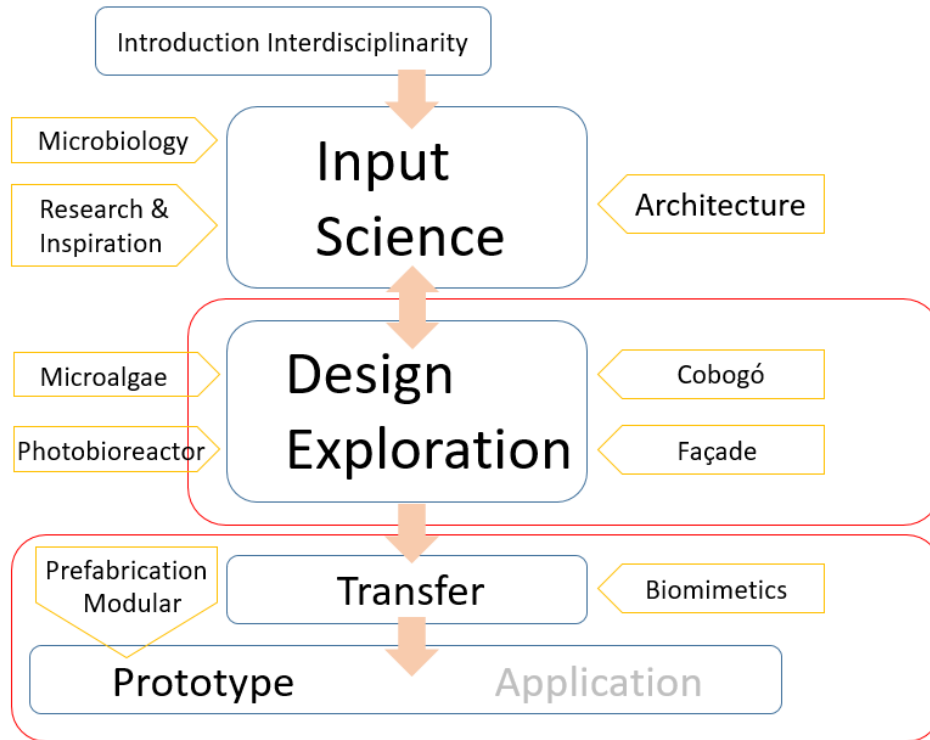 Introduction Interdisciplinarity
Microbiology
Research &
Inspiration
Input
Science
Architecture
Microalgae
Photobioreactor
Design
Exploration
Cobogó
Façade
Prefabrication
Modular
Transfer
Biomimetics
Prototype
Application